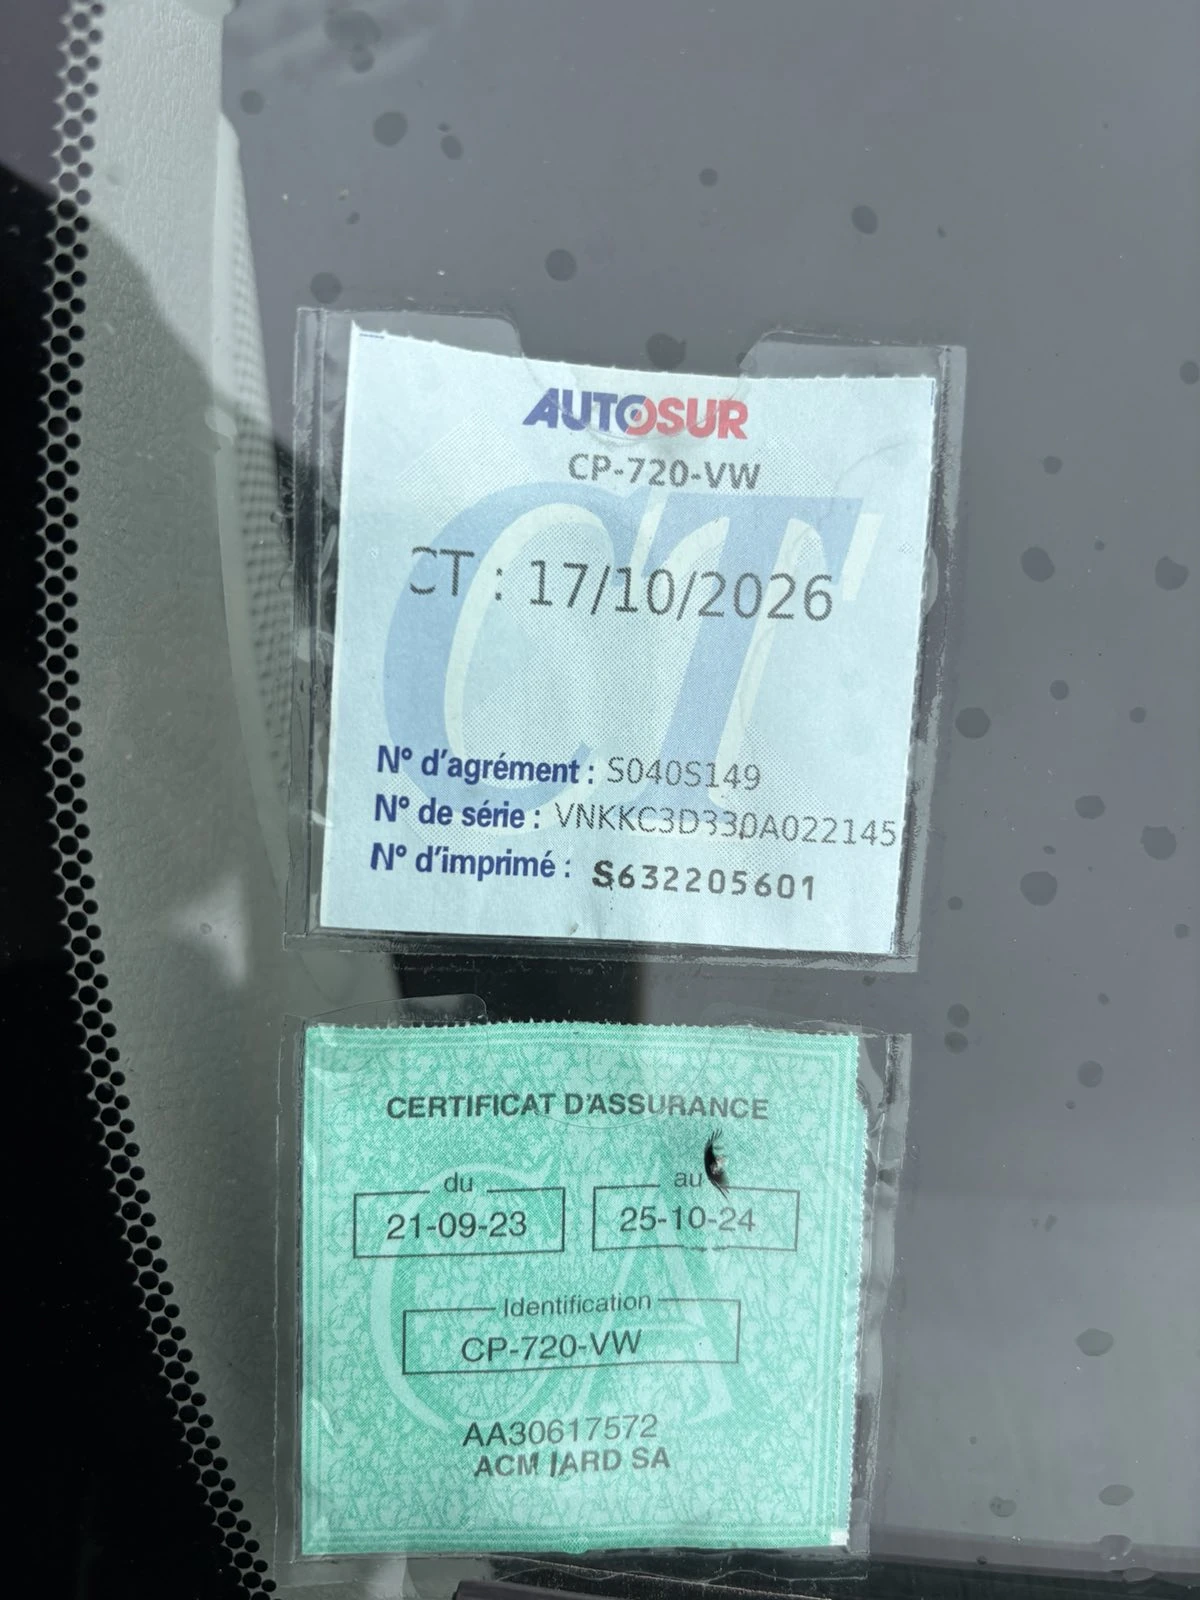 AUTOSUR
CP-720-VW
CT : 17/10/2026
N° d'agrément : S040S149
N° de série : VNKKC3D330A022145
N° d'imprimé : S632205601
CERTIFICAT D'ASSURANCE
du au
21-09-23 25-10-24
Identification
CP-720-VW
AA30617572
ACM IARD SA